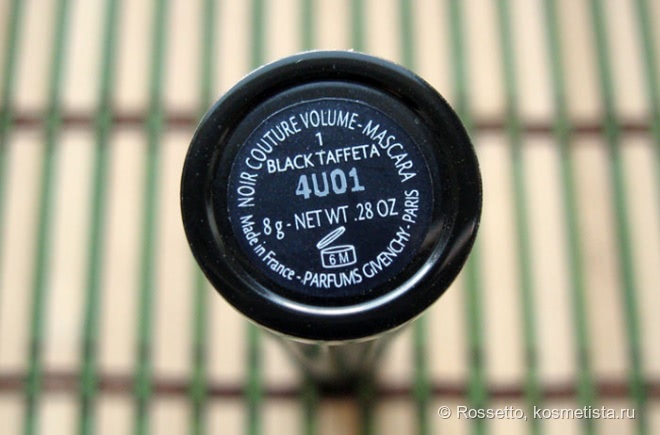 NOIR COUTURE VOLUME - MASCARA
1
BLACK TAFFETA
4U01
8 g - NET WT .28 OZ
6 M
Made in France - PARFUMS GIVENCHY - PARIS
© Rossetto, kosmetista.ru